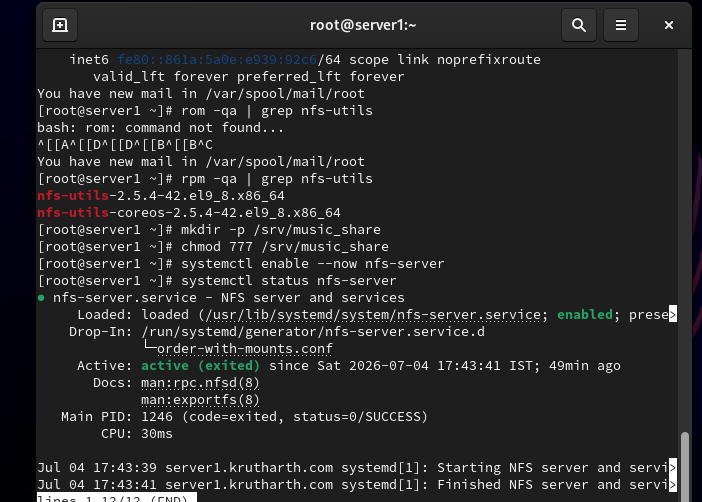 root@server1:~
inet6 fe80::861a:5a0e:e939:92c6/64 scope link noprefixroute
valid_lft forever preferred_lft forever
You have new mail in /var/spool/mail/root
[root@server1 ~]# rom -qa | grep nfs-utils
bash: rom: command not found...
^[[A^[[D^[[D^[[B^[[B^C
You have new mail in /var/spool/mail/root
[root@server1 ~]# rpm -qa | grep nfs-utils
nfs-utils-2.5.4-42.el9_8.x86_64
nfs-utils-coreos-2.5.4-42.el9_8.x86_64
[root@server1 ~]# mkdir -p /srv/music_share
[root@server1 ~]# chmod 777 /srv/music_share
[root@server1 ~]# systemctl enable --now nfs-server
[root@server1 ~]# systemctl status nfs-server
● nfs-server.service - NFS server and services
Loaded: loaded (/usr/lib/systemd/system/nfs-server.service; enabled; prese>
Drop-In: /run/systemd/generator/nfs-server.service.d
└─order-with-mounts.conf
Active: active (exited) since Sat 2026-07-04 17:43:41 IST; 49min ago
Docs: man:rpc.nfsd(8)
man:exportfs(8)
Main PID: 1246 (code=exited, status=0/SUCCESS)
CPU: 30ms
Jul 04 17:43:39 server1.krutharth.com systemd[1]: Starting NFS server and servi>
Jul 04 17:43:41 server1.krutharth.com systemd[1]: Finished NFS server and servi>
lines 1-12/12 (END)